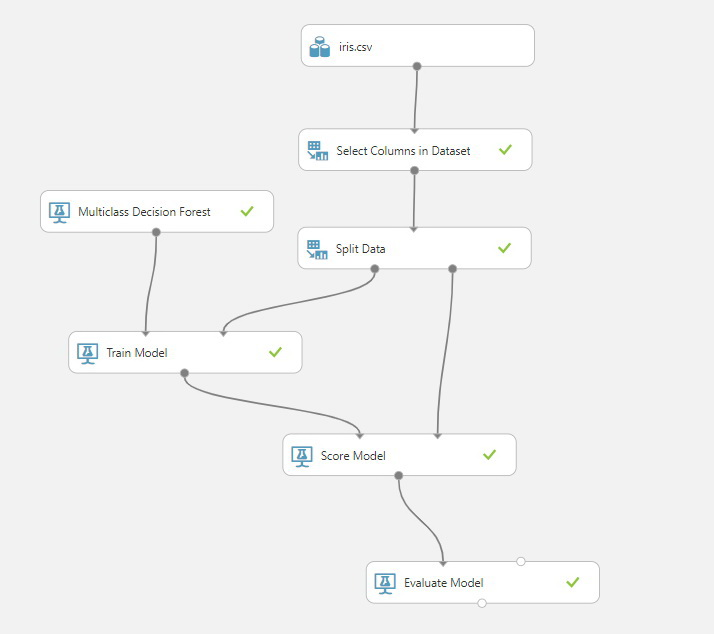 iris.csv
Select Columns in Dataset
Multiclass Decision Forest
Split Data
Train Model
Score Model
Evaluate Model